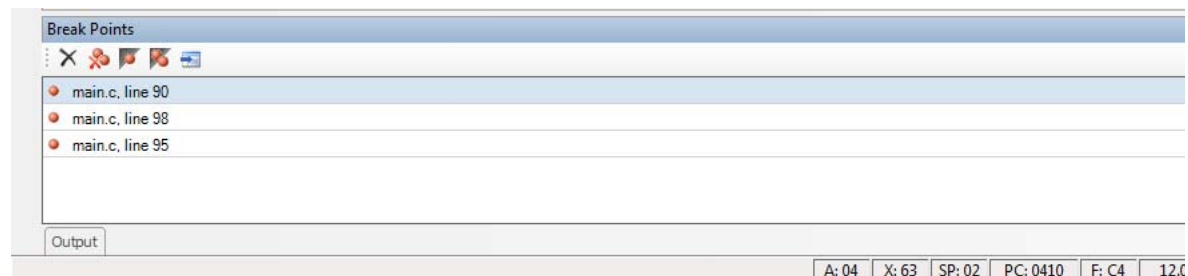 Break Points
main.c, line 90
main.c, line 98
main.c, line 95
Output
A: 04 X: 63 SP: 02 PC: 0410 F: C4